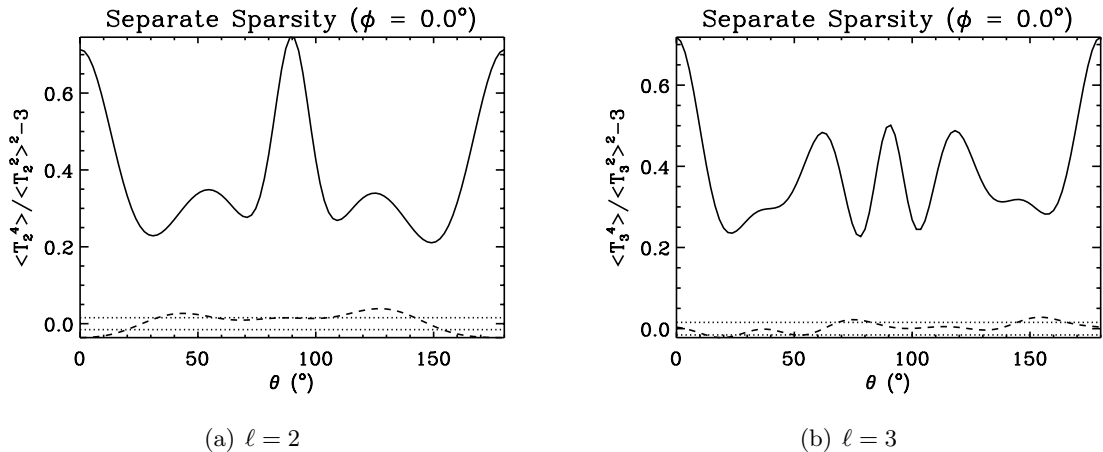 Separate Sparsity (ϕ = 0.0°)
<T₂⁴>/<T₂²>²−3
0.6
0.4
0.2
0.0
0 50 100 150
θ (°)
(a) ℓ = 2
Separate Sparsity (ϕ = 0.0°)
<T₃⁴>/<T₃²>²−3
0.6
0.4
0.2
0.0
0 50 100 150
θ (°)
(b) ℓ = 3